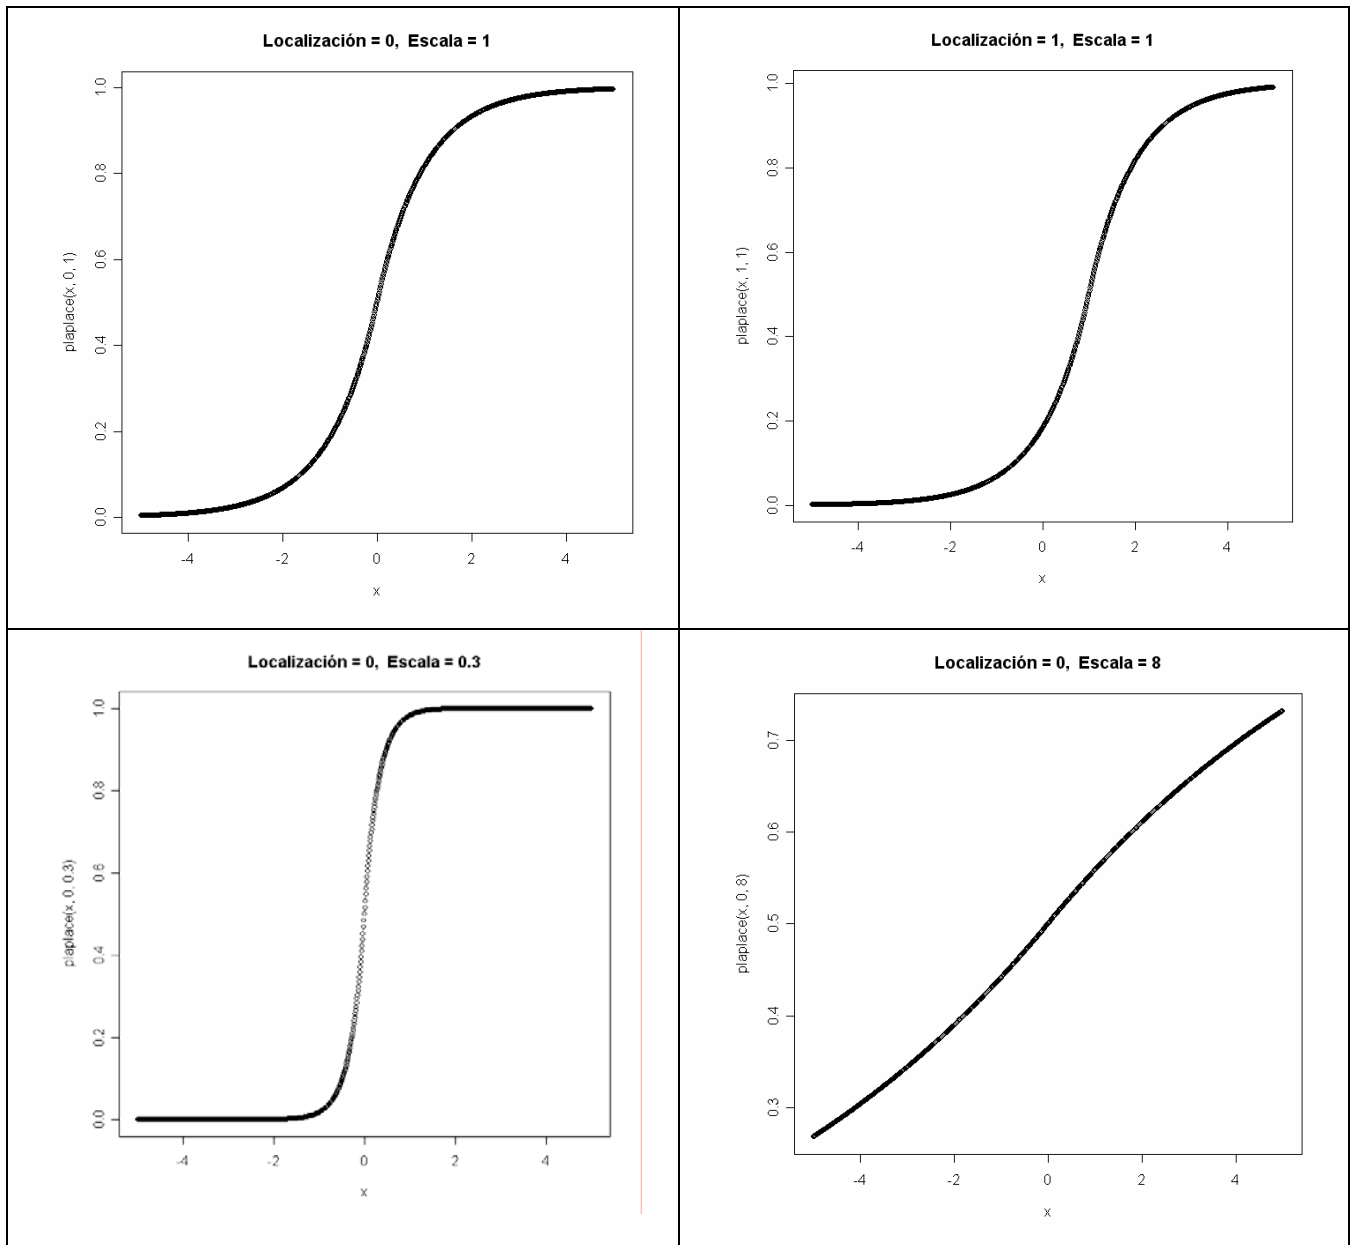 Localización = 0, Escala = 1
plaplace(x, 0, 1)
1.0
0.8
0.6
0.4
0.2
0.0
-4 -2 0 2 4
x
Localización = 1, Escala = 1
plaplace(x, 1, 1)
1.0
0.8
0.6
0.4
0.2
0.0
-4 -2 0 2 4
x
Localización = 0, Escala = 0.3
plaplace(x, 0, 0.3)
1.0
0.8
0.6
0.4
0.2
0.0
-4 -2 0 2 4
x
Localización = 0, Escala = 8
plaplace(x, 0, 8)
0.7
0.6
0.5
0.4
0.3
-4 -2 0 2 4
x